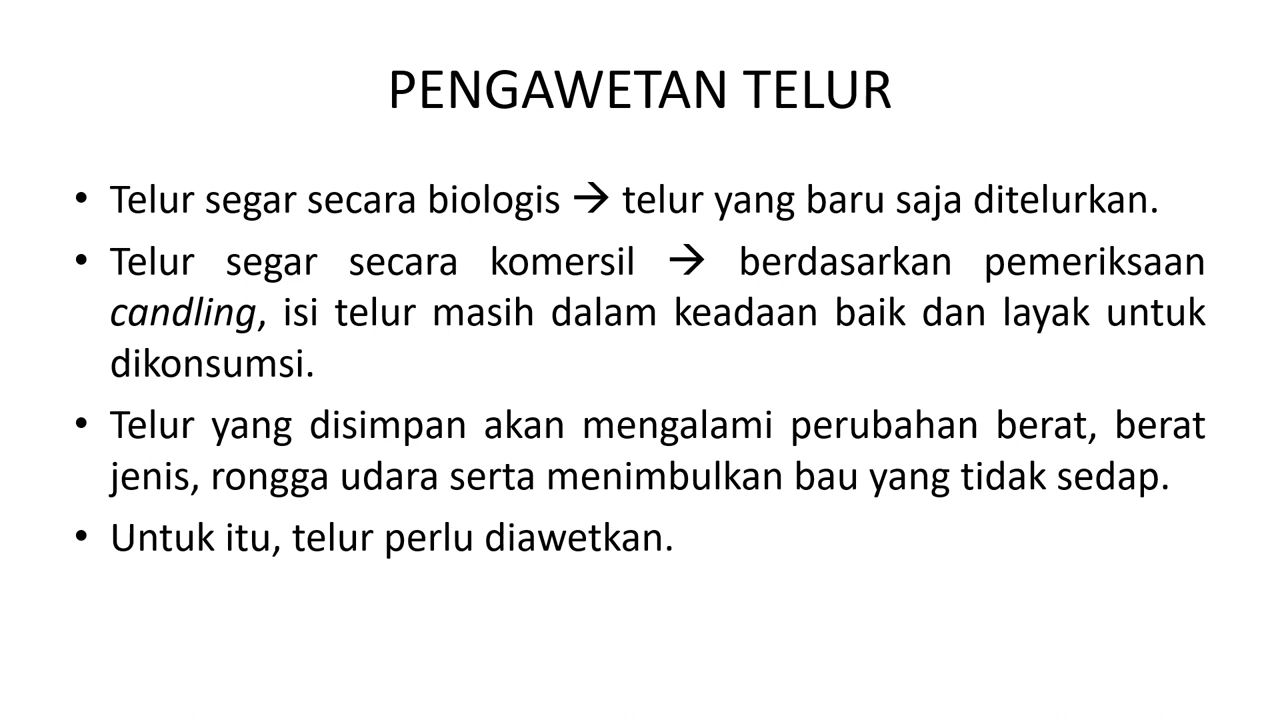 PENGAWETAN TELUR
• Telur segar secara biologis → telur yang baru saja ditelurkan.
• Telur segar secara komersil → berdasarkan pemeriksaan
candling, isi telur masih dalam keadaan baik dan layak untuk
dikonsumsi.
• Telur yang disimpan akan mengalami perubahan berat, berat
jenis, rongga udara serta menimbulkan bau yang tidak sedap.
• Untuk itu, telur perlu diawetkan.